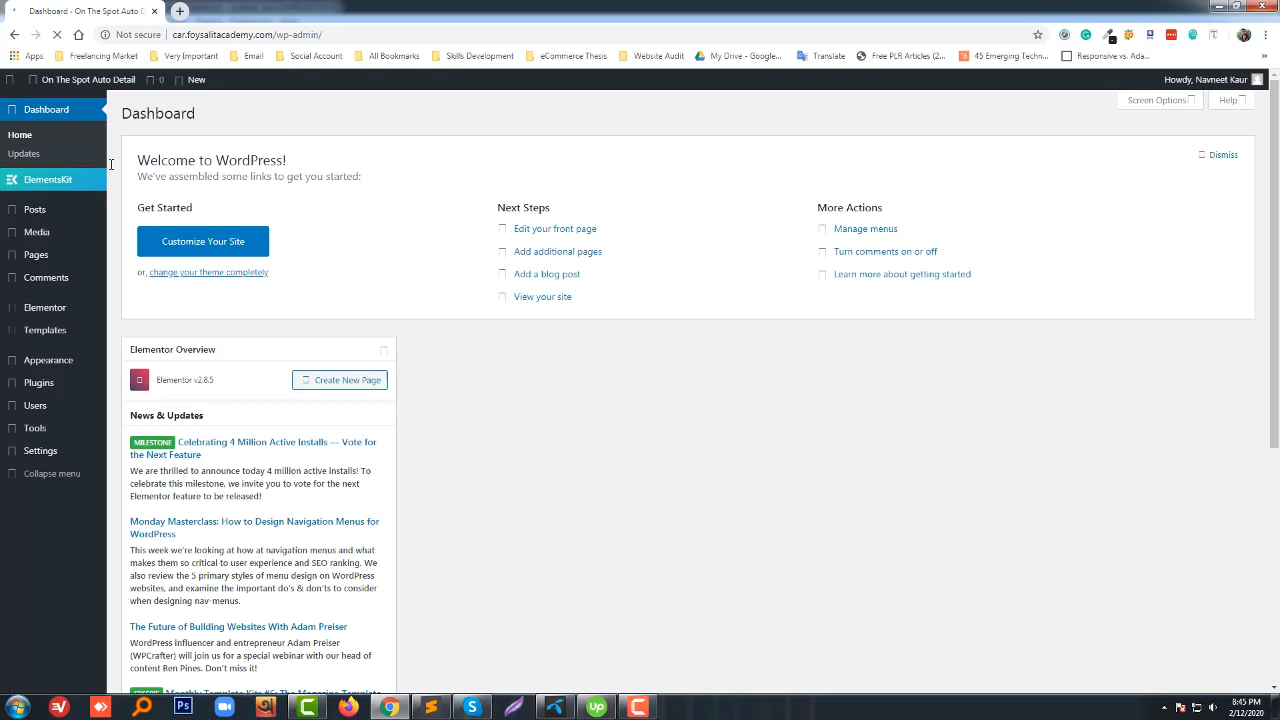 Dashboard ‹ On The Spot Auto D
Not secure car.foysalitacademy.com/wp-admin/
Apps Freelancing Market Very Important Email Social Account All Bookmarks Skills Development eCommerce Thesis Website Audit My Drive - Google... Translate Free PLR Articles (2... 45 Emerging Techn... Responsive vs. Ada...
On The Spot Auto Detail 0 New Howdy, Navneet Kaur
Dashboard
Home
Updates
ElementsKit
Posts
Media
Pages
Comments
Elementor
Templates
Appearance
Plugins
Users
Tools
Settings
Collapse menu
Screen Options Help
Dashboard
Welcome to WordPress!
Dismiss
We've assembled some links to get you started:
Get Started
Customize Your Site
or, change your theme completely
Next Steps
Edit your front page
Add additional pages
Add a blog post
View your site
More Actions
Manage menus
Turn comments on or off
Learn more about getting started
Elementor Overview
Elementor v2.8.5 Create New Page
News & Updates
MILESTONE Celebrating 4 Million Active Installs — Vote for
the Next Feature
We are thrilled to announce today 4 million active installs! To
celebrate this milestone, we invite you to vote for the next
Elementor feature to be released!
Monday Masterclass: How to Design Navigation Menus for
WordPress
This week we're looking at how at navigation menus and what
makes them so critical to user experience and SEO ranking. We
also review the 5 primary styles of menu design on WordPress
websites, and examine the important do's & don'ts to consider
when designing nav-menus.
The Future of Building Websites With Adam Preiser
WordPress influencer and entrepreneur Adam Preiser
(WPCrafter) will join us for a special webinar with our head of
content Ben Pines. Don't miss it!
Monthly Template Kits #6: The Magazine Template
Ps
Up
8:45 PM
2/12/2020